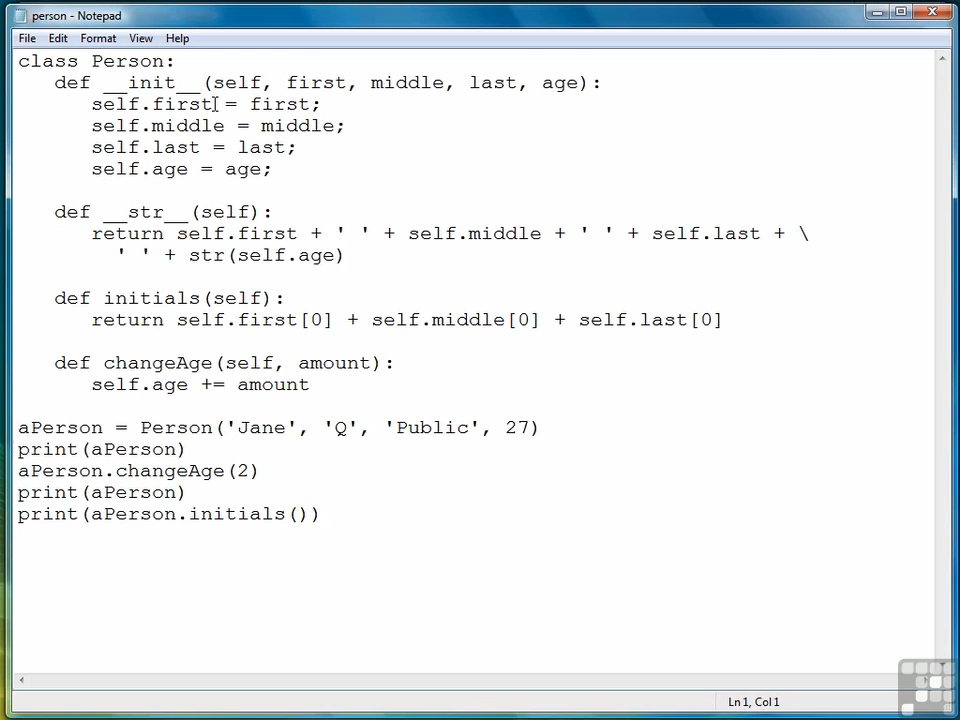 person - Notepad
File Edit Format View Help
class Person:
   def __init__(self, first, middle, last, age):
      self.first = first;
      self.middle = middle;
      self.last = last;
      self.age = age;

   def __str__(self):
      return self.first + ' ' + self.middle + ' ' + self.last + \
        ' ' + str(self.age)

   def initials(self):
      return self.first[0] + self.middle[0] + self.last[0]

   def changeAge(self, amount):
      self.age += amount

aPerson = Person('Jane', 'Q', 'Public', 27)
print(aPerson)
aPerson.changeAge(2)
print(aPerson)
print(aPerson.initials())
Ln 1, Col 1